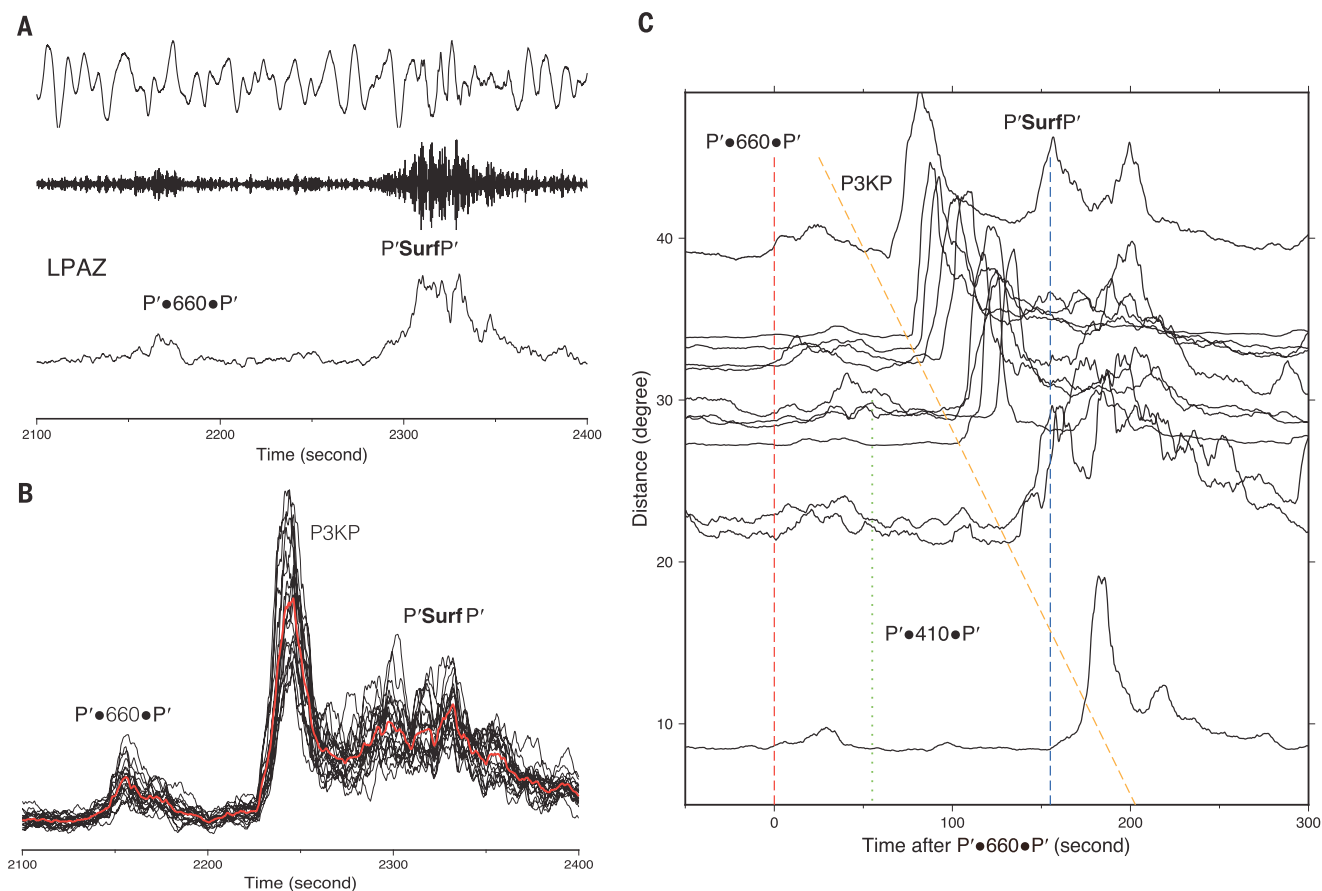 A
P'SurfP'
LPAZ
P'●660●P'
2100 2200 2300 2400
Time (second)
B
P3KP
P'Surf P'
P'●660●P'
2100 2200 2300 2400
Time (second)
C
P'SurfP'
P'●660●P'
P3KP
40
30
20
10
Distance (degree)
P'●410●P'
0 100 200 300
Time after P'●660●P' (second)